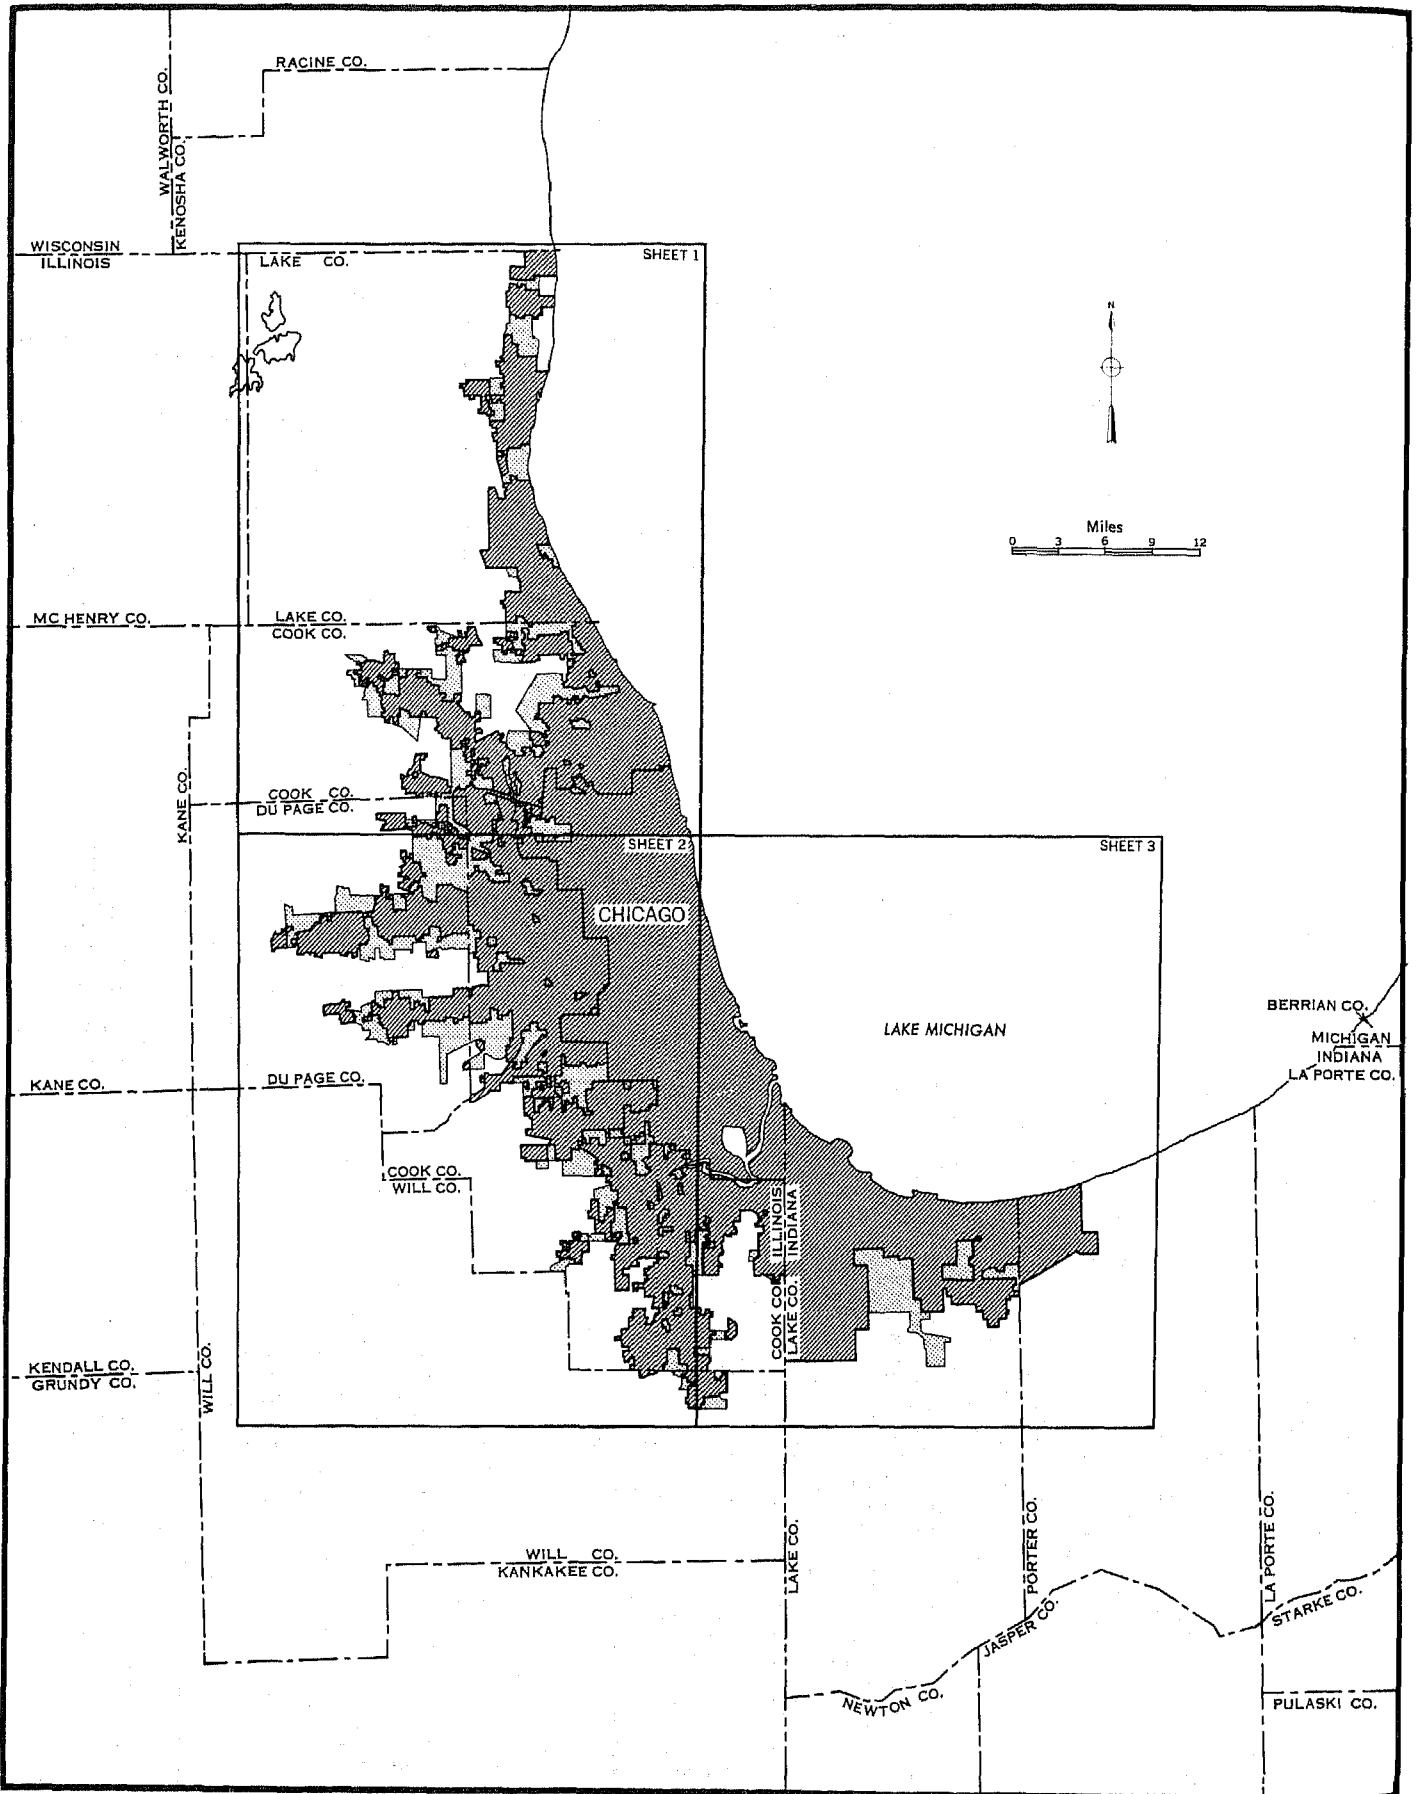 RACINE CO.
WALWORTH CO.
KENOSHA CO.
WISCONSIN
ILLINOIS
LAKE CO.
SHEET 1
N
Miles
0 3 6 9 12
MC HENRY CO.
LAKE CO.
COOK CO.
KANE CO.
COOK CO.
DU PAGE CO.
SHEET 2
SHEET 3
CHICAGO
LAKE MICHIGAN
BERRIAN CO.
MICHIGAN
INDIANA
LA PORTE CO.
KANE CO.
DU PAGE CO.
COOK CO.
WILL CO.
ILLINOIS
INDIANA
COOK CO.
LAKE CO.
KENDALL CO.
GRUNDY CO.
WILL CO.
WILL CO.
KANKAKEE CO.
LAKE CO.
PORTER CO.
LA PORTE CO.
JASPER CO.
STARKE CO.
NEWTON CO.
PULASKI CO.